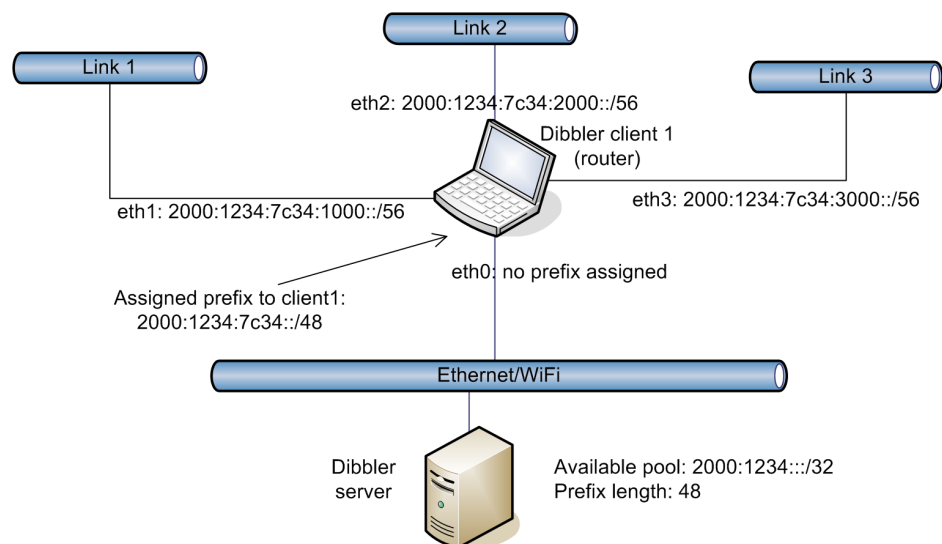 Link 2
Link 1
Link 3
eth2: 2000:1234:7c34:2000::/56
Dibbler client 1
(router)
eth1: 2000:1234:7c34:1000::/56
eth3: 2000:1234:7c34:3000::/56
eth0: no prefix assigned
Assigned prefix to client1:
2000:1234:7c34::/48
Ethernet/WiFi
Dibbler
server
Available pool: 2000:1234:::/32
Prefix length: 48